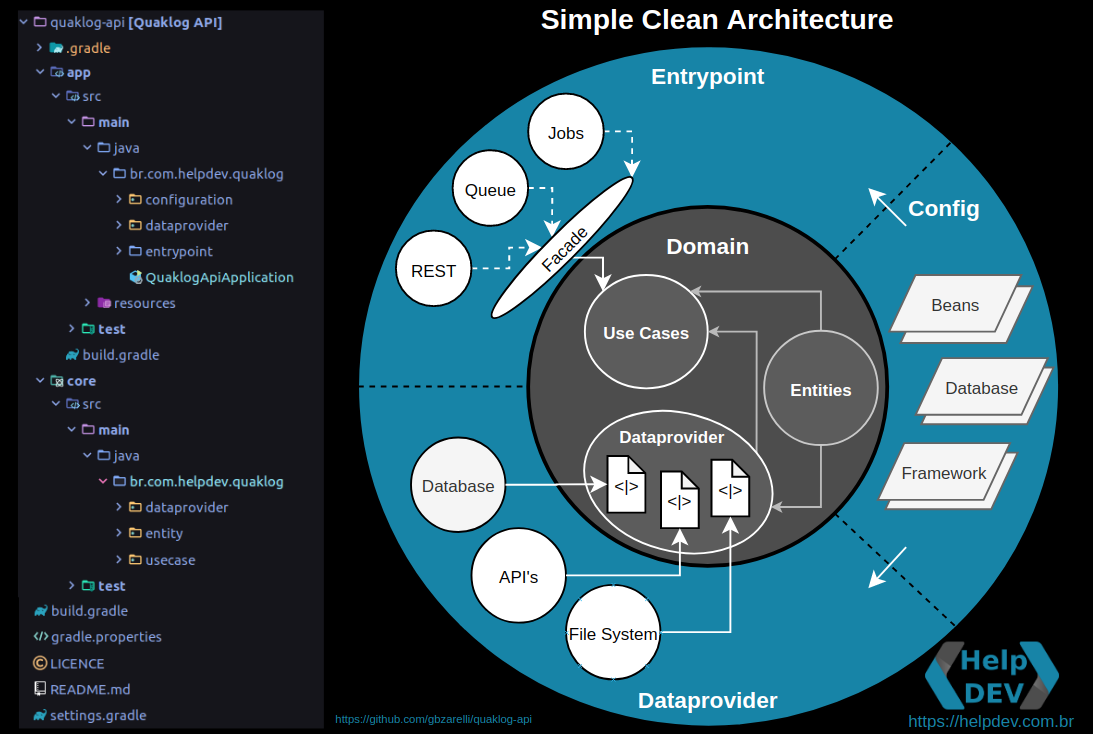 quaklog-api [Quaklog API]
.gradle
app
src
main
java
br.com.helpdev.quaklog
configuration
dataprovider
entrypoint
QuaklogApiApplication
resources
test
build.gradle
core
src
main
java
br.com.helpdev.quaklog
dataprovider
entity
usecase
test
build.gradle
gradle.properties
LICENCE
README.md
settings.gradle
Simple Clean Architecture
Entrypoint
Jobs
Queue
REST
Facade
Config
Domain
Use Cases
Entities
Beans
Database
Framework
Dataprovider
<|>
<|>
<|>
Database
API's
File System
Dataprovider
Help
DEV
https://github.com/gbzarelli/quaklog-api
https://helpdev.com.br